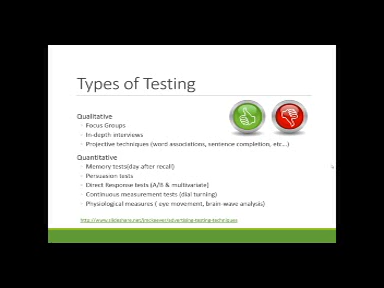 Types of Testing
Qualitative
Focus Groups
In-depth interviews
Projective techniques (word associations, sentence completion, etc…)
Quantitative
Memory tests(day after recall)
Persuasion tests
Direct Response tests (A/B & multivariate)
Continuous measurement tests (dial turning)
Physiological measures ( eye movement, brain-wave analysis)